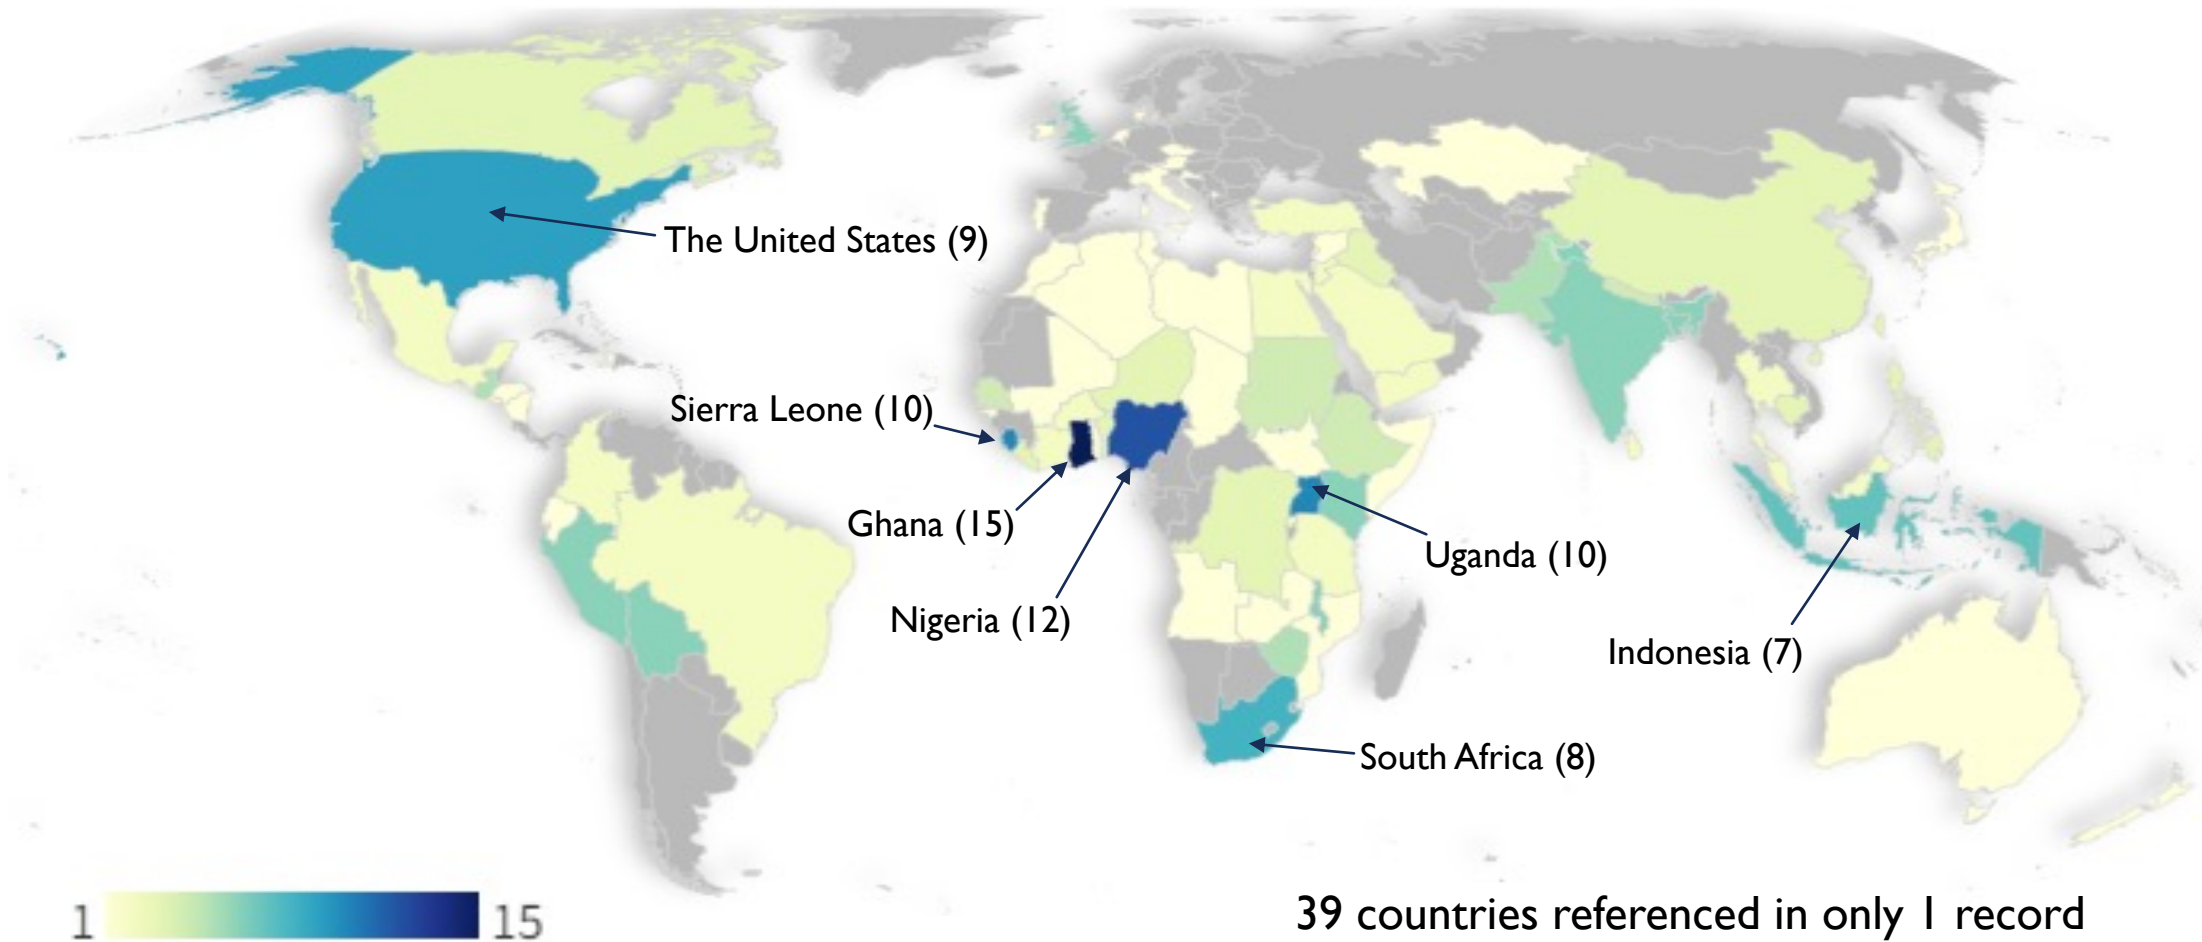 The United States (9)
Sierra Leone (10)
Ghana (15)
Uganda (10)
Nigeria (12)
Indonesia (7)
South Africa (8)
1 15
39 countries referenced in only 1 record